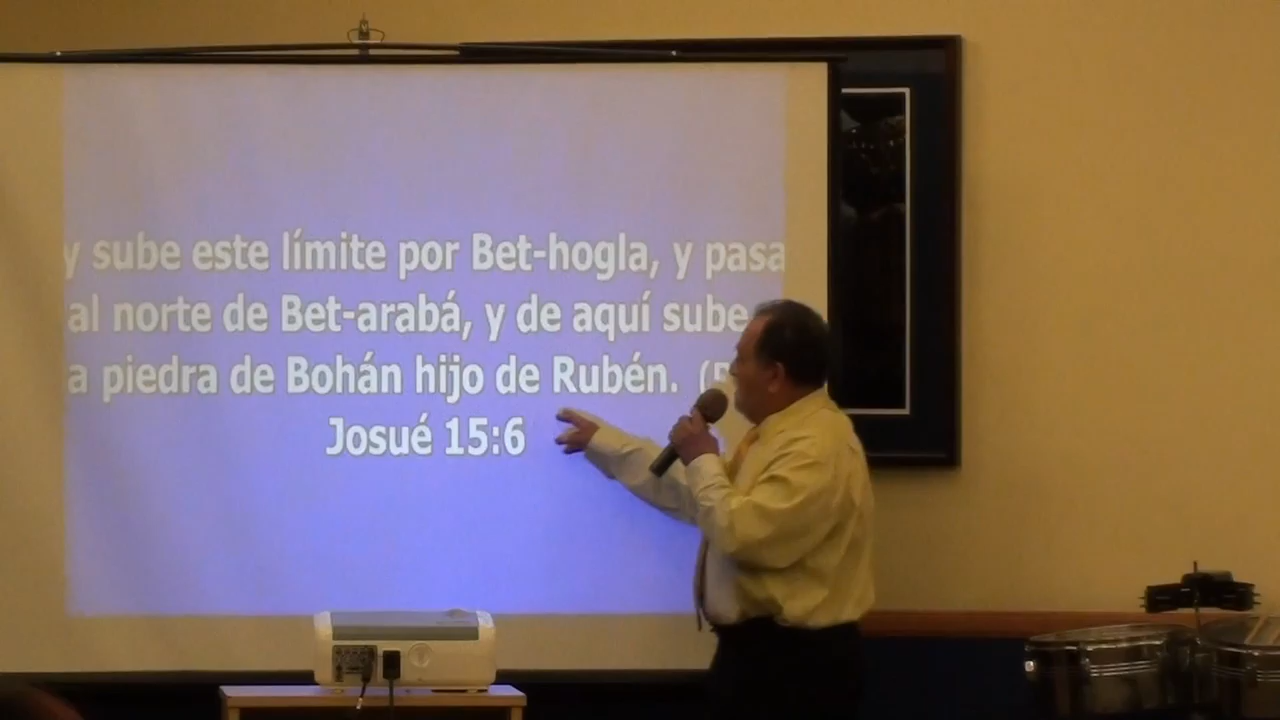 y sube este límite por Bet-hogla, y pasa
al norte de Bet-arabá, y de aquí sube
a piedra de Bohán hijo de Rubén.
Josué 15:6